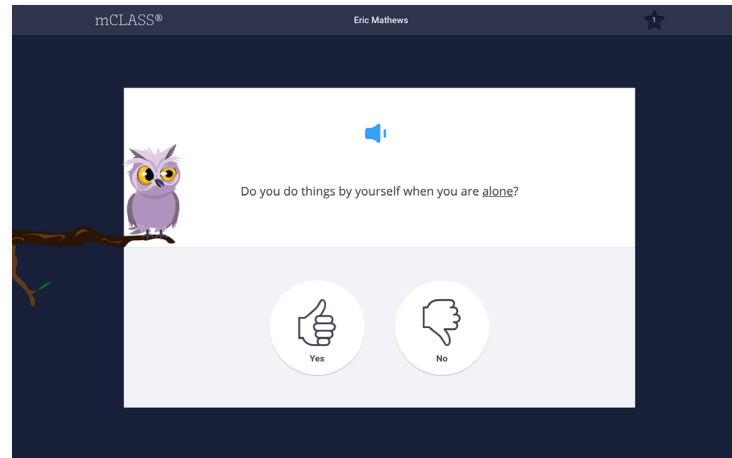 mCLASS®
Eric Mathews
1
Do you do things by yourself when you are alone?
Yes
No